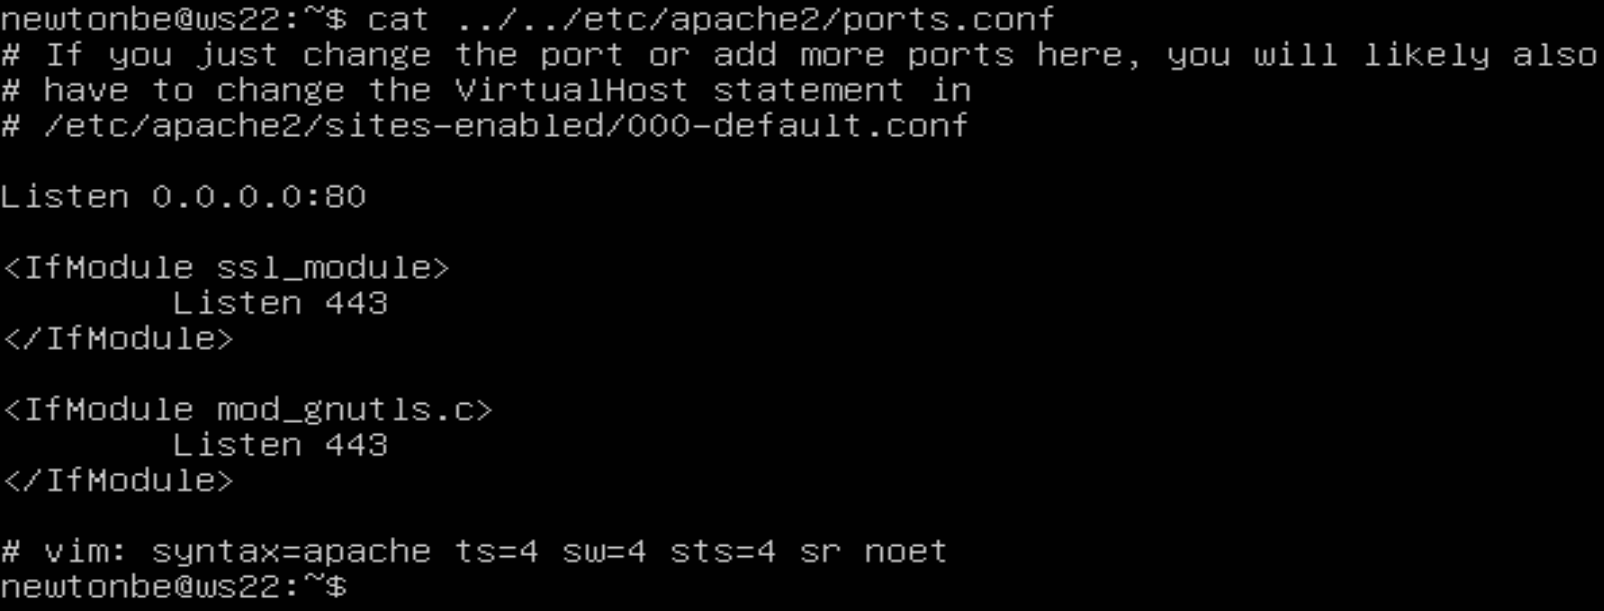 newtonbe@ws22:~$ cat ../../etc/apache2/ports.conf
# If you just change the port or add more ports here, you will likely also
# have to change the VirtualHost statement in
# /etc/apache2/sites-enabled/000-default.conf

Listen 0.0.0.0:80

<IfModule ssl_module>
        Listen 443
</IfModule>

<IfModule mod_gnutls.c>
        Listen 443
</IfModule>

# vim: syntax=apache ts=4 sw=4 sts=4 sr noet
newtonbe@ws22:~$